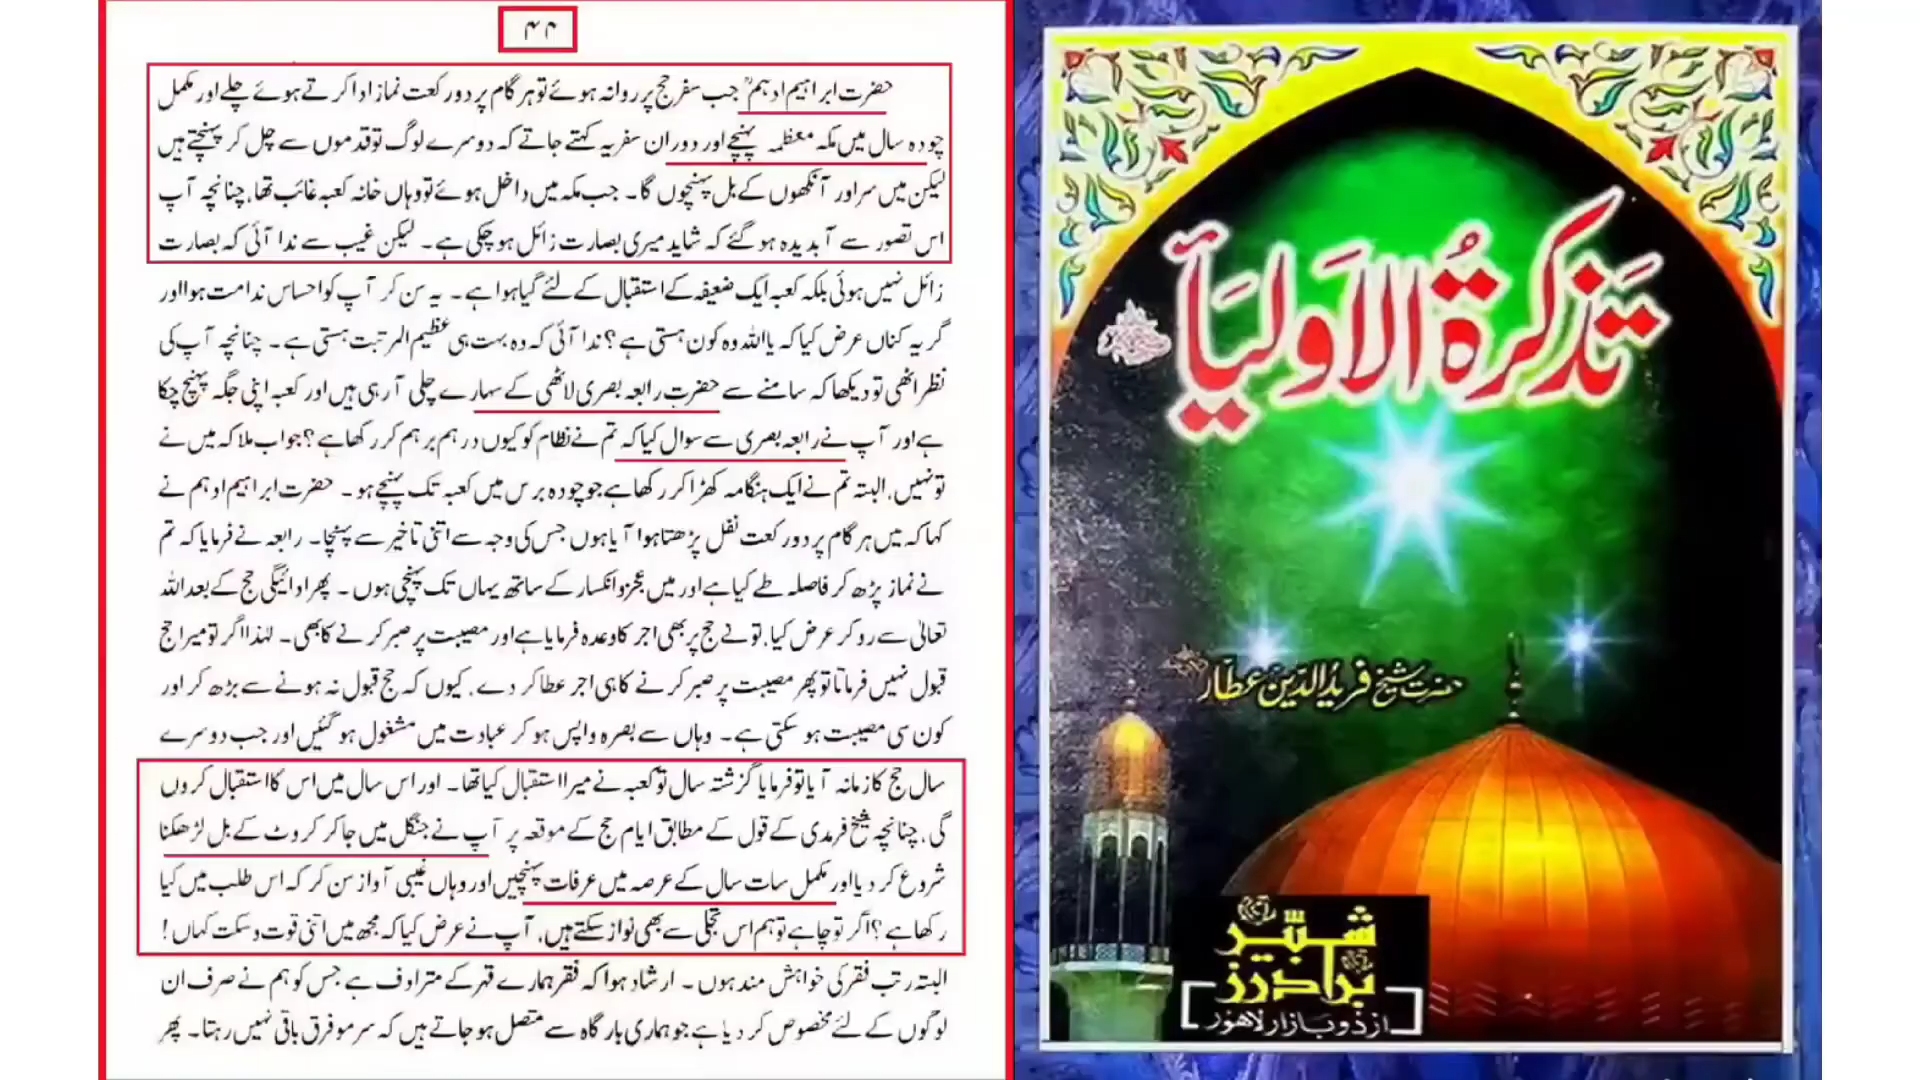 ۴۴
حضرت ابراہیم ادہمؒ جب سفر حج پر روانہ ہوئے تو ہر گام پر دو رکعت نماز ادا کرتے ہوئے چلے اور مکمل
چودہ سال میں مکہ معظمہ پہنچے اور دوران سفر یہ کہتے جاتے کہ دوسرے لوگ تو قدموں سے چل کر پہنچتے ہیں
لیکن میں سر اور آنکھوں کے بل پہنچوں گا۔ جب مکہ میں داخل ہوئے تو وہاں خانہ کعبہ غائب تھا، چنانچہ آپ
اس تصور سے آبدیدہ ہو گئے کہ شاید میری بصارت زائل ہو چکی ہے۔ لیکن غیب سے ندا آئی کہ بصارت
زائل نہیں ہوئی بلکہ کعبہ ایک ضعیفہ کے استقبال کے لئے گیا ہوا ہے۔ یہ سن کر آپ کو احساس ندامت ہوا اور
گریہ کناں عرض کیا کہ یا اللہ وہ کون ہستی ہے؟ ندا آئی کہ وہ بہت ہی عظیم المرتبت ہستی ہے۔ چنانچہ آپ کی
نظر اٹھی تو دیکھا کہ سامنے سے حضرت رابعہ بصری لاٹھی کے سہارے چلی آ رہی ہیں اور کعبہ اپنی جگہ پہنچ چکا
ہے اور آپ نے رابعہ بصری سے سوال کیا کہ تم نے نظام کو کیوں درہم برہم کر رکھا ہے؟ جواب ملا کہ میں نے
تو نہیں، البتہ تم نے ایک ہنگامہ کھڑا کر رکھا ہے جو چودہ برس میں کعبہ تک پہنچے ہو۔ حضرت ابراہیم ادہم نے
کہا کہ میں ہر گام پر دو رکعت نفل پڑھتا ہوا آیا ہوں جس کی وجہ سے اتنی تاخیر سے پہنچا۔ رابعہ نے فرمایا کہ تم
نے نماز پڑھ کر فاصلہ طے کیا ہے اور میں عجز و انکسار کے ساتھ یہاں تک پہنچی ہوں۔ پھر ادائیگی حج کے بعد اللہ
تعالیٰ سے رو کر عرض کیا، تو نے حج پر بھی اجر کا وعدہ فرمایا ہے اور مصیبت پر صبر کرنے کا بھی۔ لہٰذا اگر تو میرا حج
قبول نہیں فرماتا تو پھر مصیبت پر صبر کرنے کا ہی اجر عطا کر دے، کیوں کہ حج قبول نہ ہونے سے بڑھ کر اور
کون سی مصیبت ہو سکتی ہے۔ وہاں سے بصرہ واپس ہو کر عبادت میں مشغول ہو گئیں اور جب دوسرے
سال حج کا زمانہ آیا تو فرمایا گزشتہ سال تو کعبہ نے میرا استقبال کیا تھا۔ اور اس سال میں اس کا استقبال کروں
گی، چنانچہ شیخ فرمدی کے قول کے مطابق ایام حج کے موقعہ پر آپ نے جنگل میں جا کر کروٹ کے بل لڑھکنا
شروع کر دیا اور مکمل سات سال کے عرصہ میں عرفات پہنچیں اور وہاں غیبی آواز سن کر کہ اس طلب میں کیا
رکھا ہے؟ اگر تو چاہے تو ہم اس تجلی سے بھی نواز سکتے ہیں، آپ نے عرض کیا کہ مجھ میں اتنی قوت و سکت کہاں!
البتہ رتب فقر کی خواہش مند ہوں۔ ارشاد ہوا کہ فقر ہمارے قہر کے مترادف ہے جس کو ہم نے صرف ان
لوگوں کے لئے مخصوص کر دیا ہے جو ہماری بارگاہ سے متصل ہو جاتے ہیں کہ سر مو فرق باقی نہیں رہتا۔ پھر
تَذکرۃُ الاَولیَاؒ
حضرت شیخ فریدُ الدّین عطّار
شبّیر
برادرز
اردو بازار لاہور